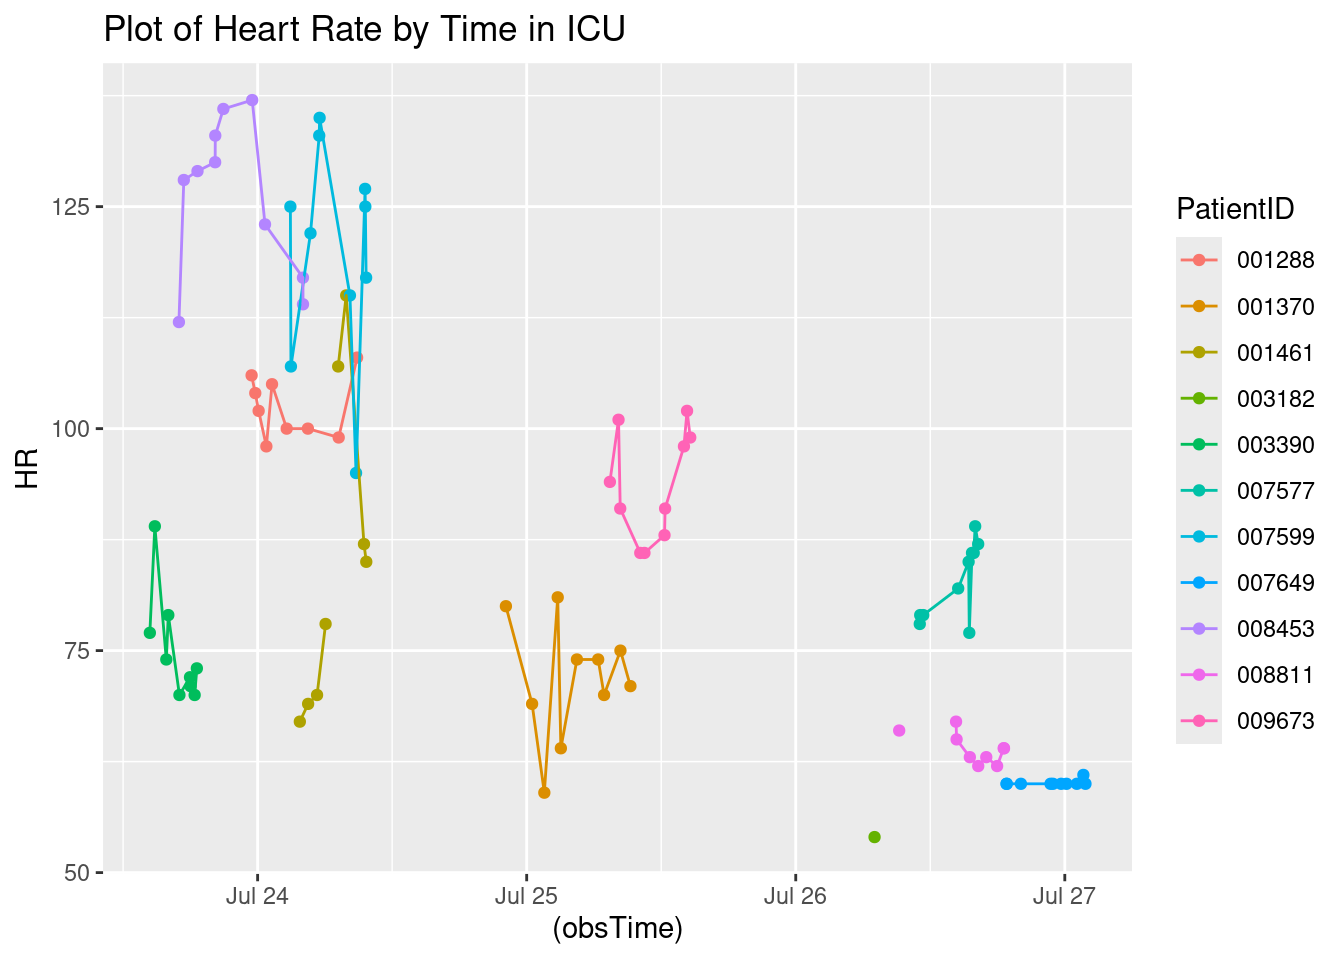 Plot of Heart Rate by Time in ICU
HR
125
100
75
50
Jul 24
Jul 25
Jul 26
Jul 27
(obsTime)
PatientID
001288
001370
001461
003182
003390
007577
007599
007649
008453
008811
009673